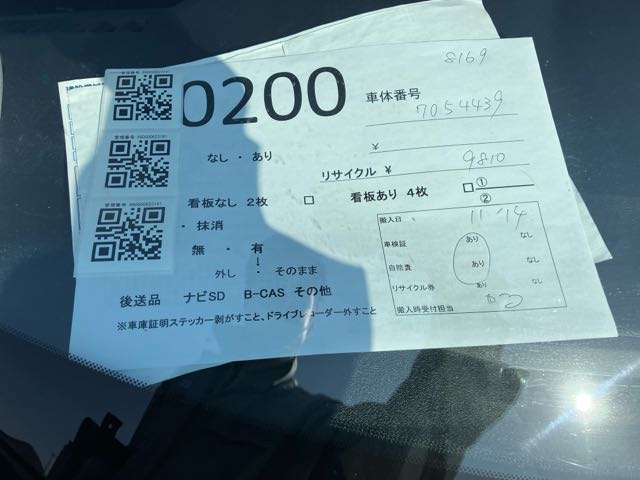 8169
0200
車体番号
7054439
なし ・ あり
¥
リサイクル ¥ 9810
看板なし 2枚 □ 看板あり 4枚 □ ①
②
・ 抹消
無 ・ 有
↓
外し ・ そのまま
後送品 ナビSD B-CAS その他
※車庫証明ステッカー剥がすこと、ドライブレコーダー外すこと
搬入日 11 '14
車検証 あり なし
自賠責 あり なし
リサイクル券 あり なし
搬入時受付担当